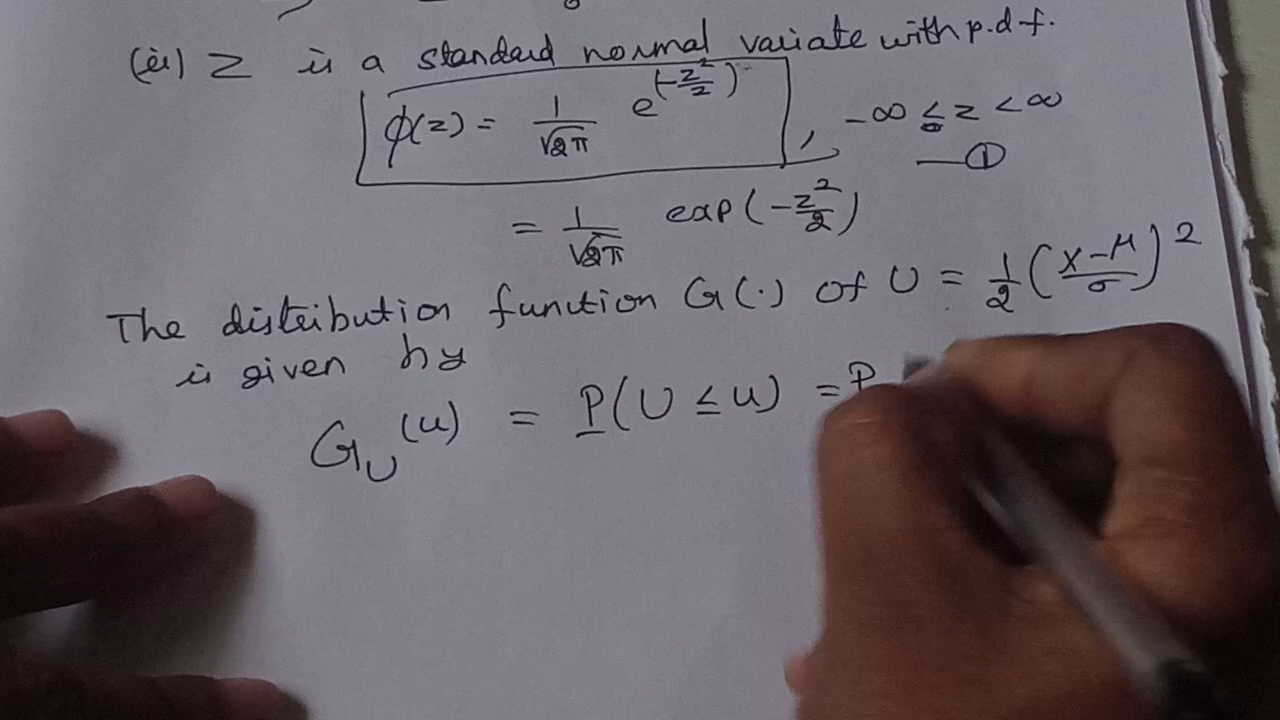 (ii) Z is a standard normal variate with p.d.f.
φ(z) = 1/√2π e^(-z²/2), -∞ ≤ z < ∞
—①
= 1/√2π exp(-z²/2)
The distribution function G(·) of U = 1/2 (X-μ/σ)²
is given by
G_U(u) = P(U ≤ u) = P